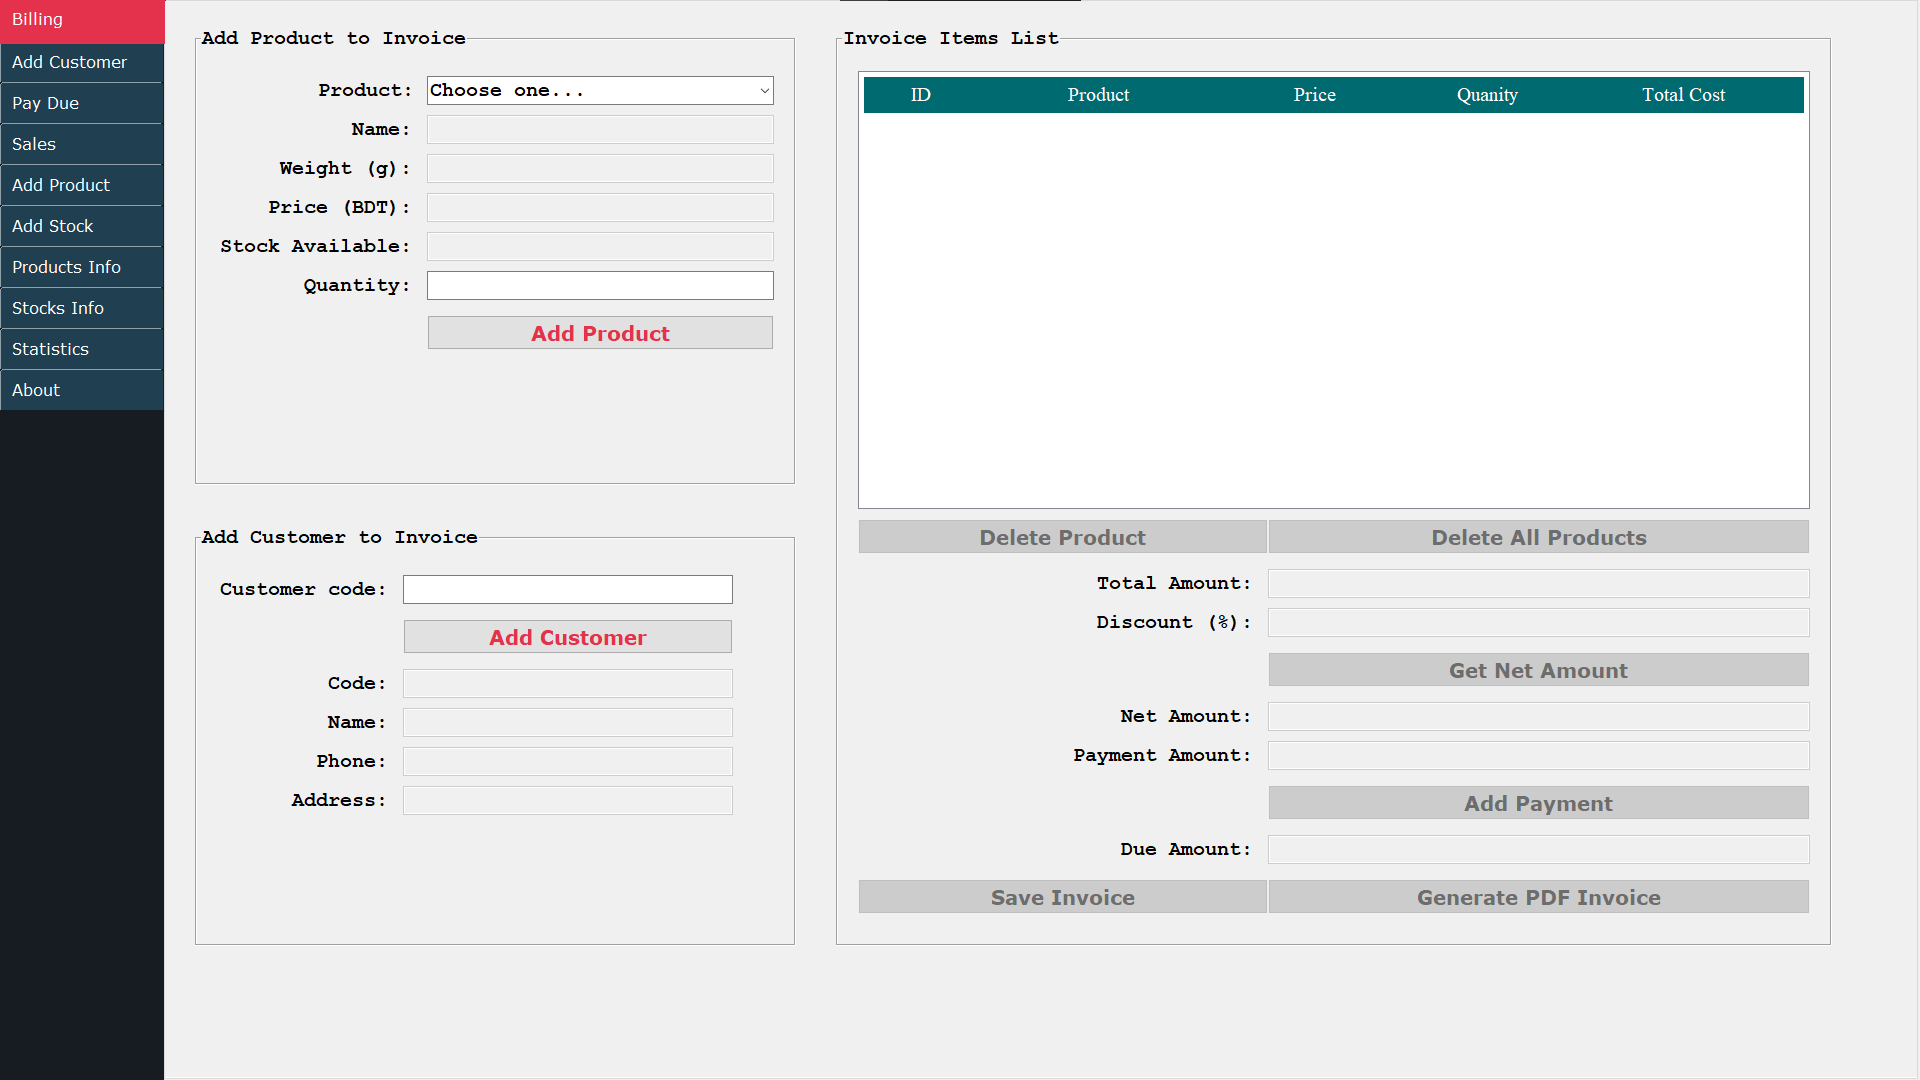 Billing
Add Customer
Pay Due
Sales
Add Product
Add Stock
Products Info
Stocks Info
Statistics
About
Add Product to Invoice
Product: Choose one...
Name:
Weight (g):
Price (BDT):
Stock Available:
Quantity:
Add Product
Add Customer to Invoice
Customer code:
Add Customer
Code:
Name:
Phone:
Address:
Invoice Items List
ID Product Price Quanity Total Cost
Delete Product Delete All Products
Total Amount:
Discount (%):
Get Net Amount
Net Amount:
Payment Amount:
Add Payment
Due Amount:
Save Invoice Generate PDF Invoice